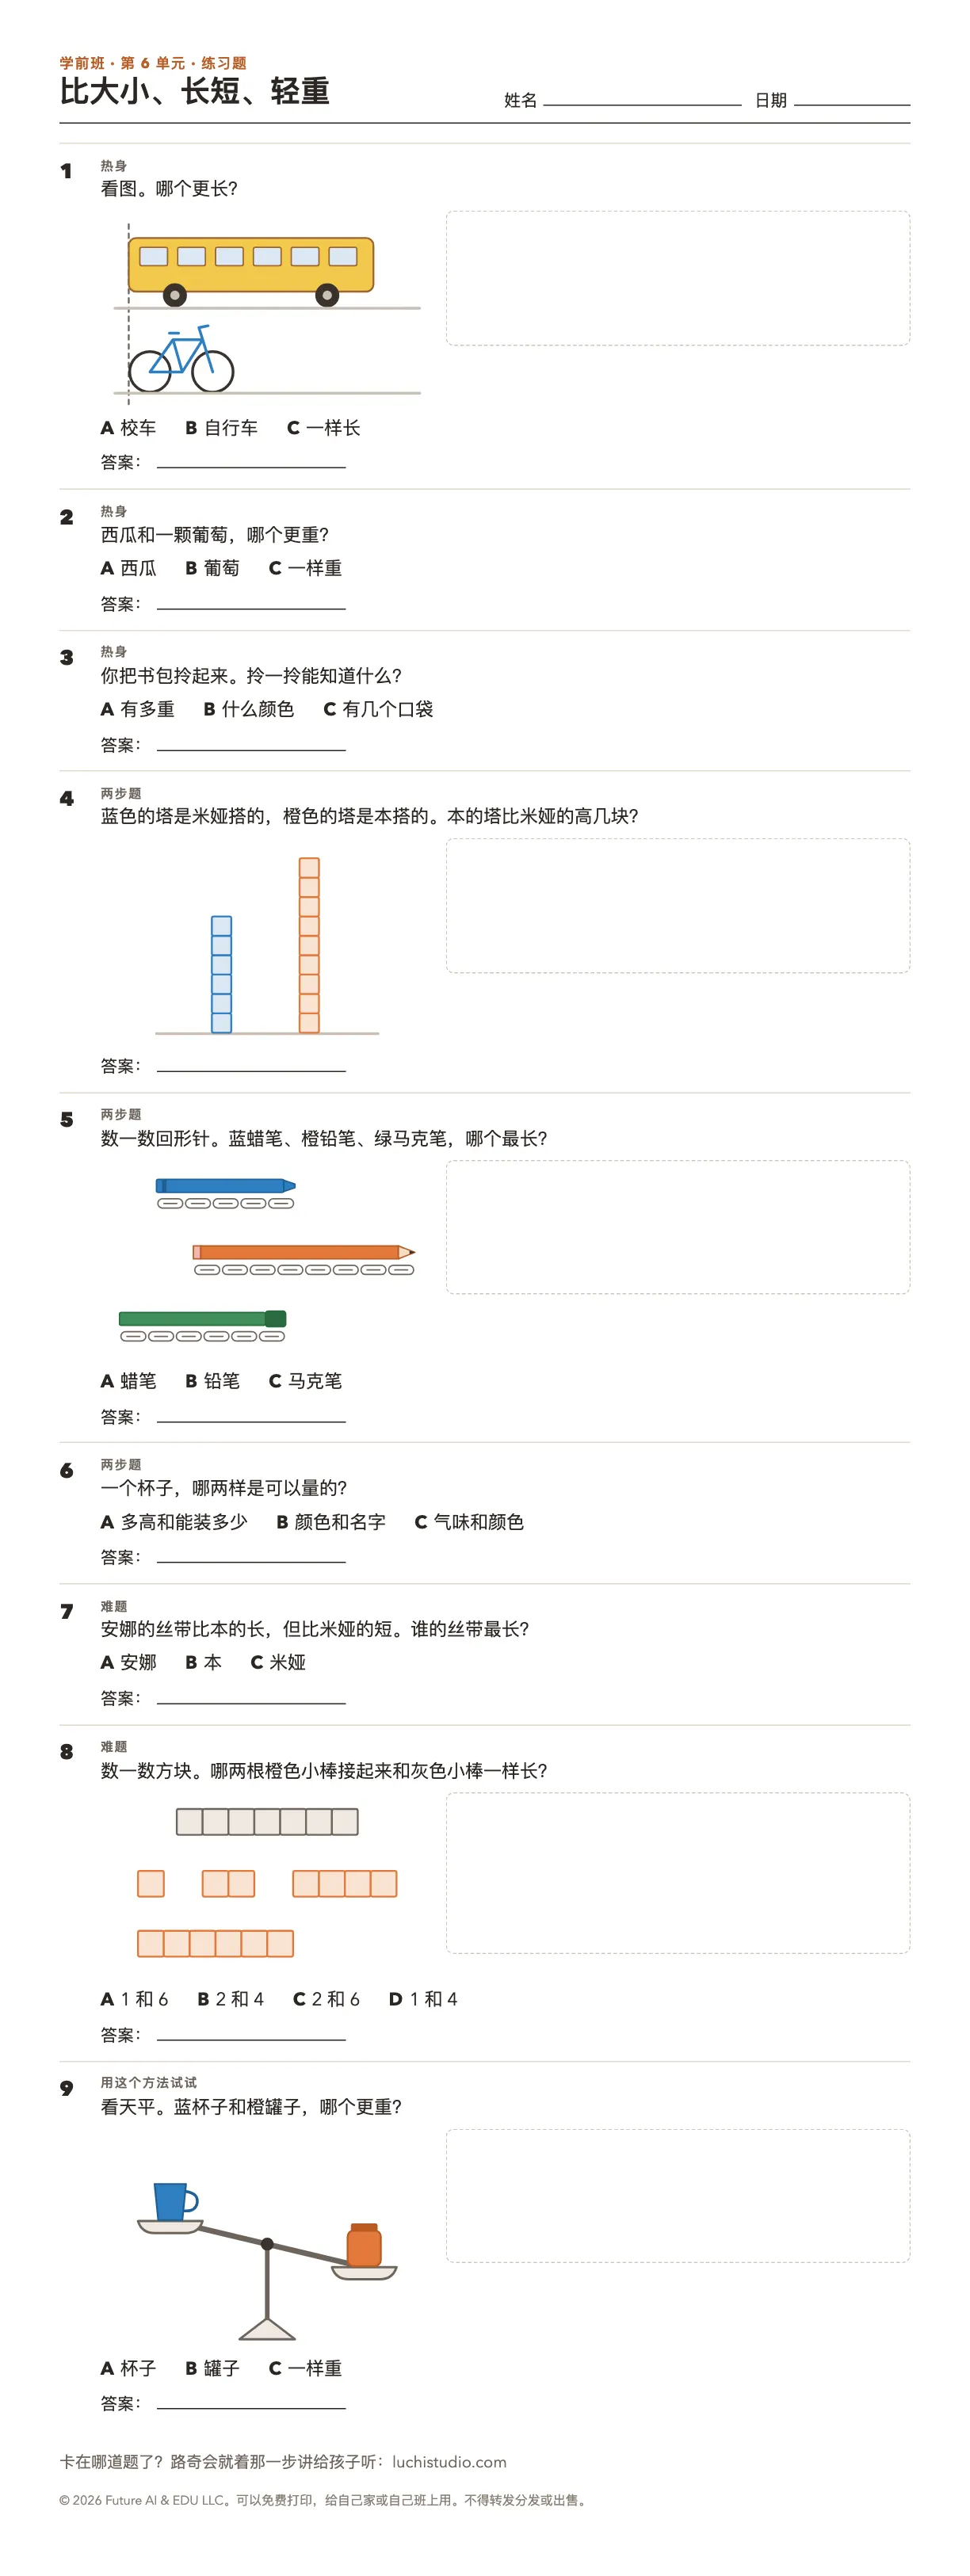 学前班·第 6 单元·练习题
比大小、长短、轻重
姓名 日期
1
热身
看图。哪个更长?
A 校车 B 自行车 C 一样长
答案:
2
热身
西瓜和一颗葡萄,哪个更重?
A 西瓜 B 葡萄 C 一样重
答案:
3
热身
你把书包拎起来。拎一拎能知道什么?
A 有多重 B 什么颜色 C 有几个口袋
答案:
4
两步题
蓝色的塔是米娅搭的,橙色的塔是本搭的。本的塔比米娅的高几块?
答案:
5
两步题
数一数回形针。蓝蜡笔、橙铅笔、绿马克笔,哪个最长?
A 蜡笔 B 铅笔 C 马克笔
答案:
6
两步题
一个杯子,哪两样是可以量的?
A 多高和能装多少 B 颜色和名字 C 气味和颜色
答案:
7
难题
安娜的丝带比本的长,但比米娅的短。谁的丝带最长?
A 安娜 B 本 C 米娅
答案:
8
难题
数一数方块。哪两根橙色小棒接起来和灰色小棒一样长?
A 1 和 6 B 2 和 4 C 2 和 6 D 1 和 4
答案:
9
用这个方法试试
看天平。蓝杯子和橙罐子,哪个更重?
A 杯子 B 罐子 C 一样重
答案:
卡在哪道题了?路奇会就着那一步讲给孩子听:luchistudio.com
© 2026 Future AI & EDU LLC。可以免费打印,给自己家或自己班上用。不得转发分发或出售。